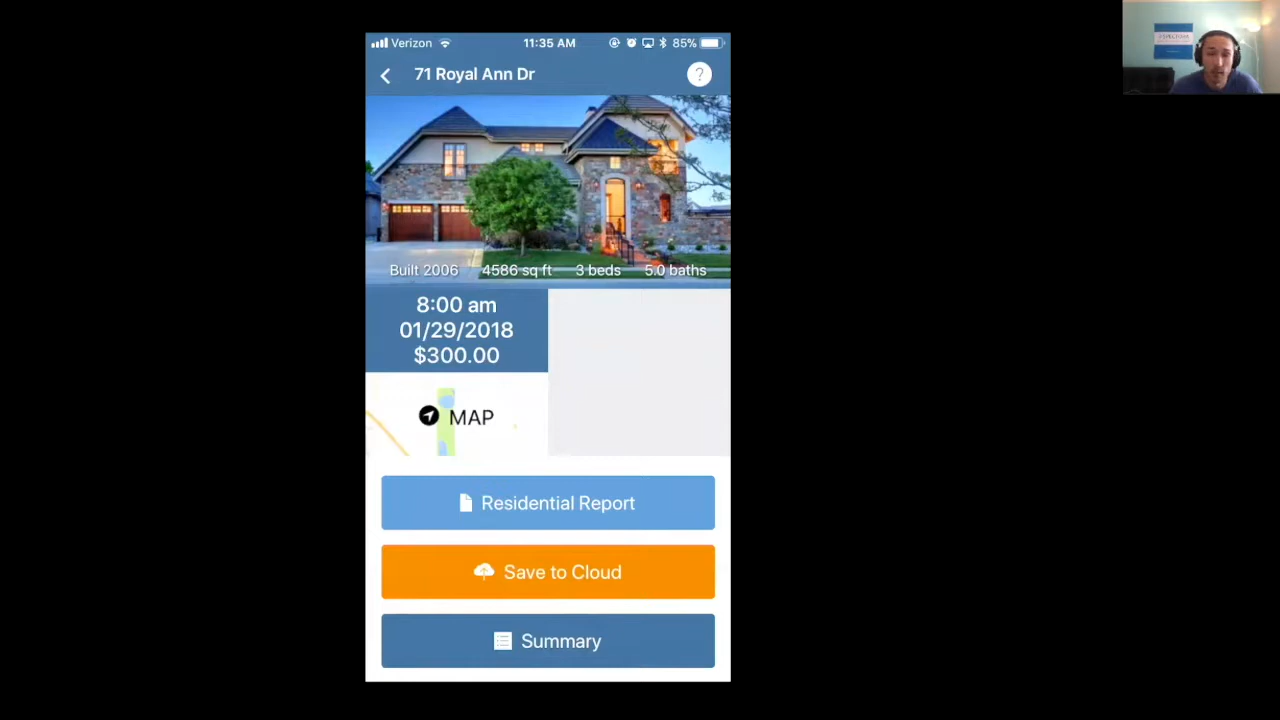 Verizon 11:35 AM 85%
71 Royal Ann Dr ?
Built 2006 4586 sq ft 3 beds 5.0 baths
8:00 am
01/29/2018
$300.00
MAP
Residential Report
Save to Cloud
Summary